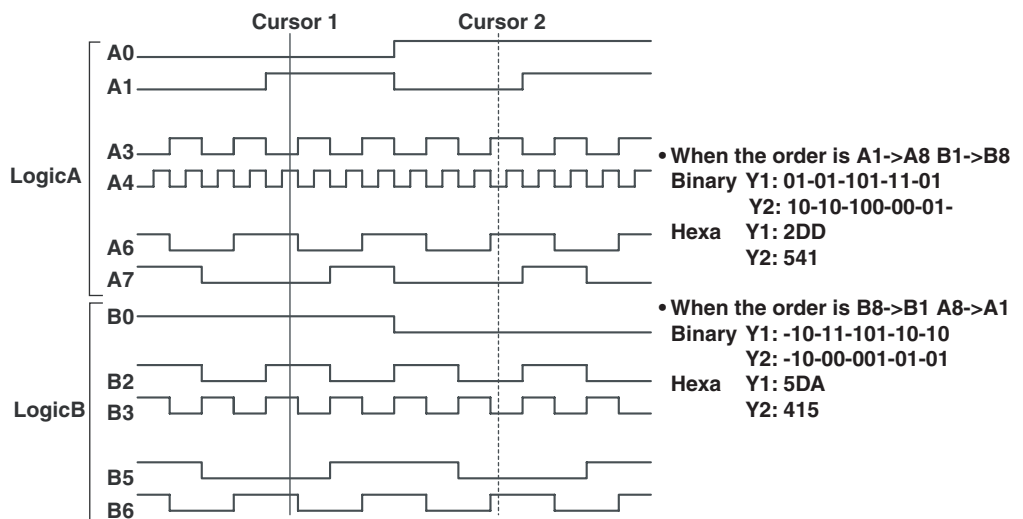 Cursor 1 Cursor 2
A0
A1
A3
LogicA
A4
A6
A7
B0
B2
LogicB
B3
B5
B6
• When the order is A1->A8 B1->B8
Binary Y1: 01-01-101-11-01
Y2: 10-10-100-00-01-
Hexa Y1: 2DD
Y2: 541
• When the order is B8->B1 A8->A1
Binary Y1: -10-11-101-10-10
Y2: -10-00-001-01-01
Hexa Y1: 5DA
Y2: 415